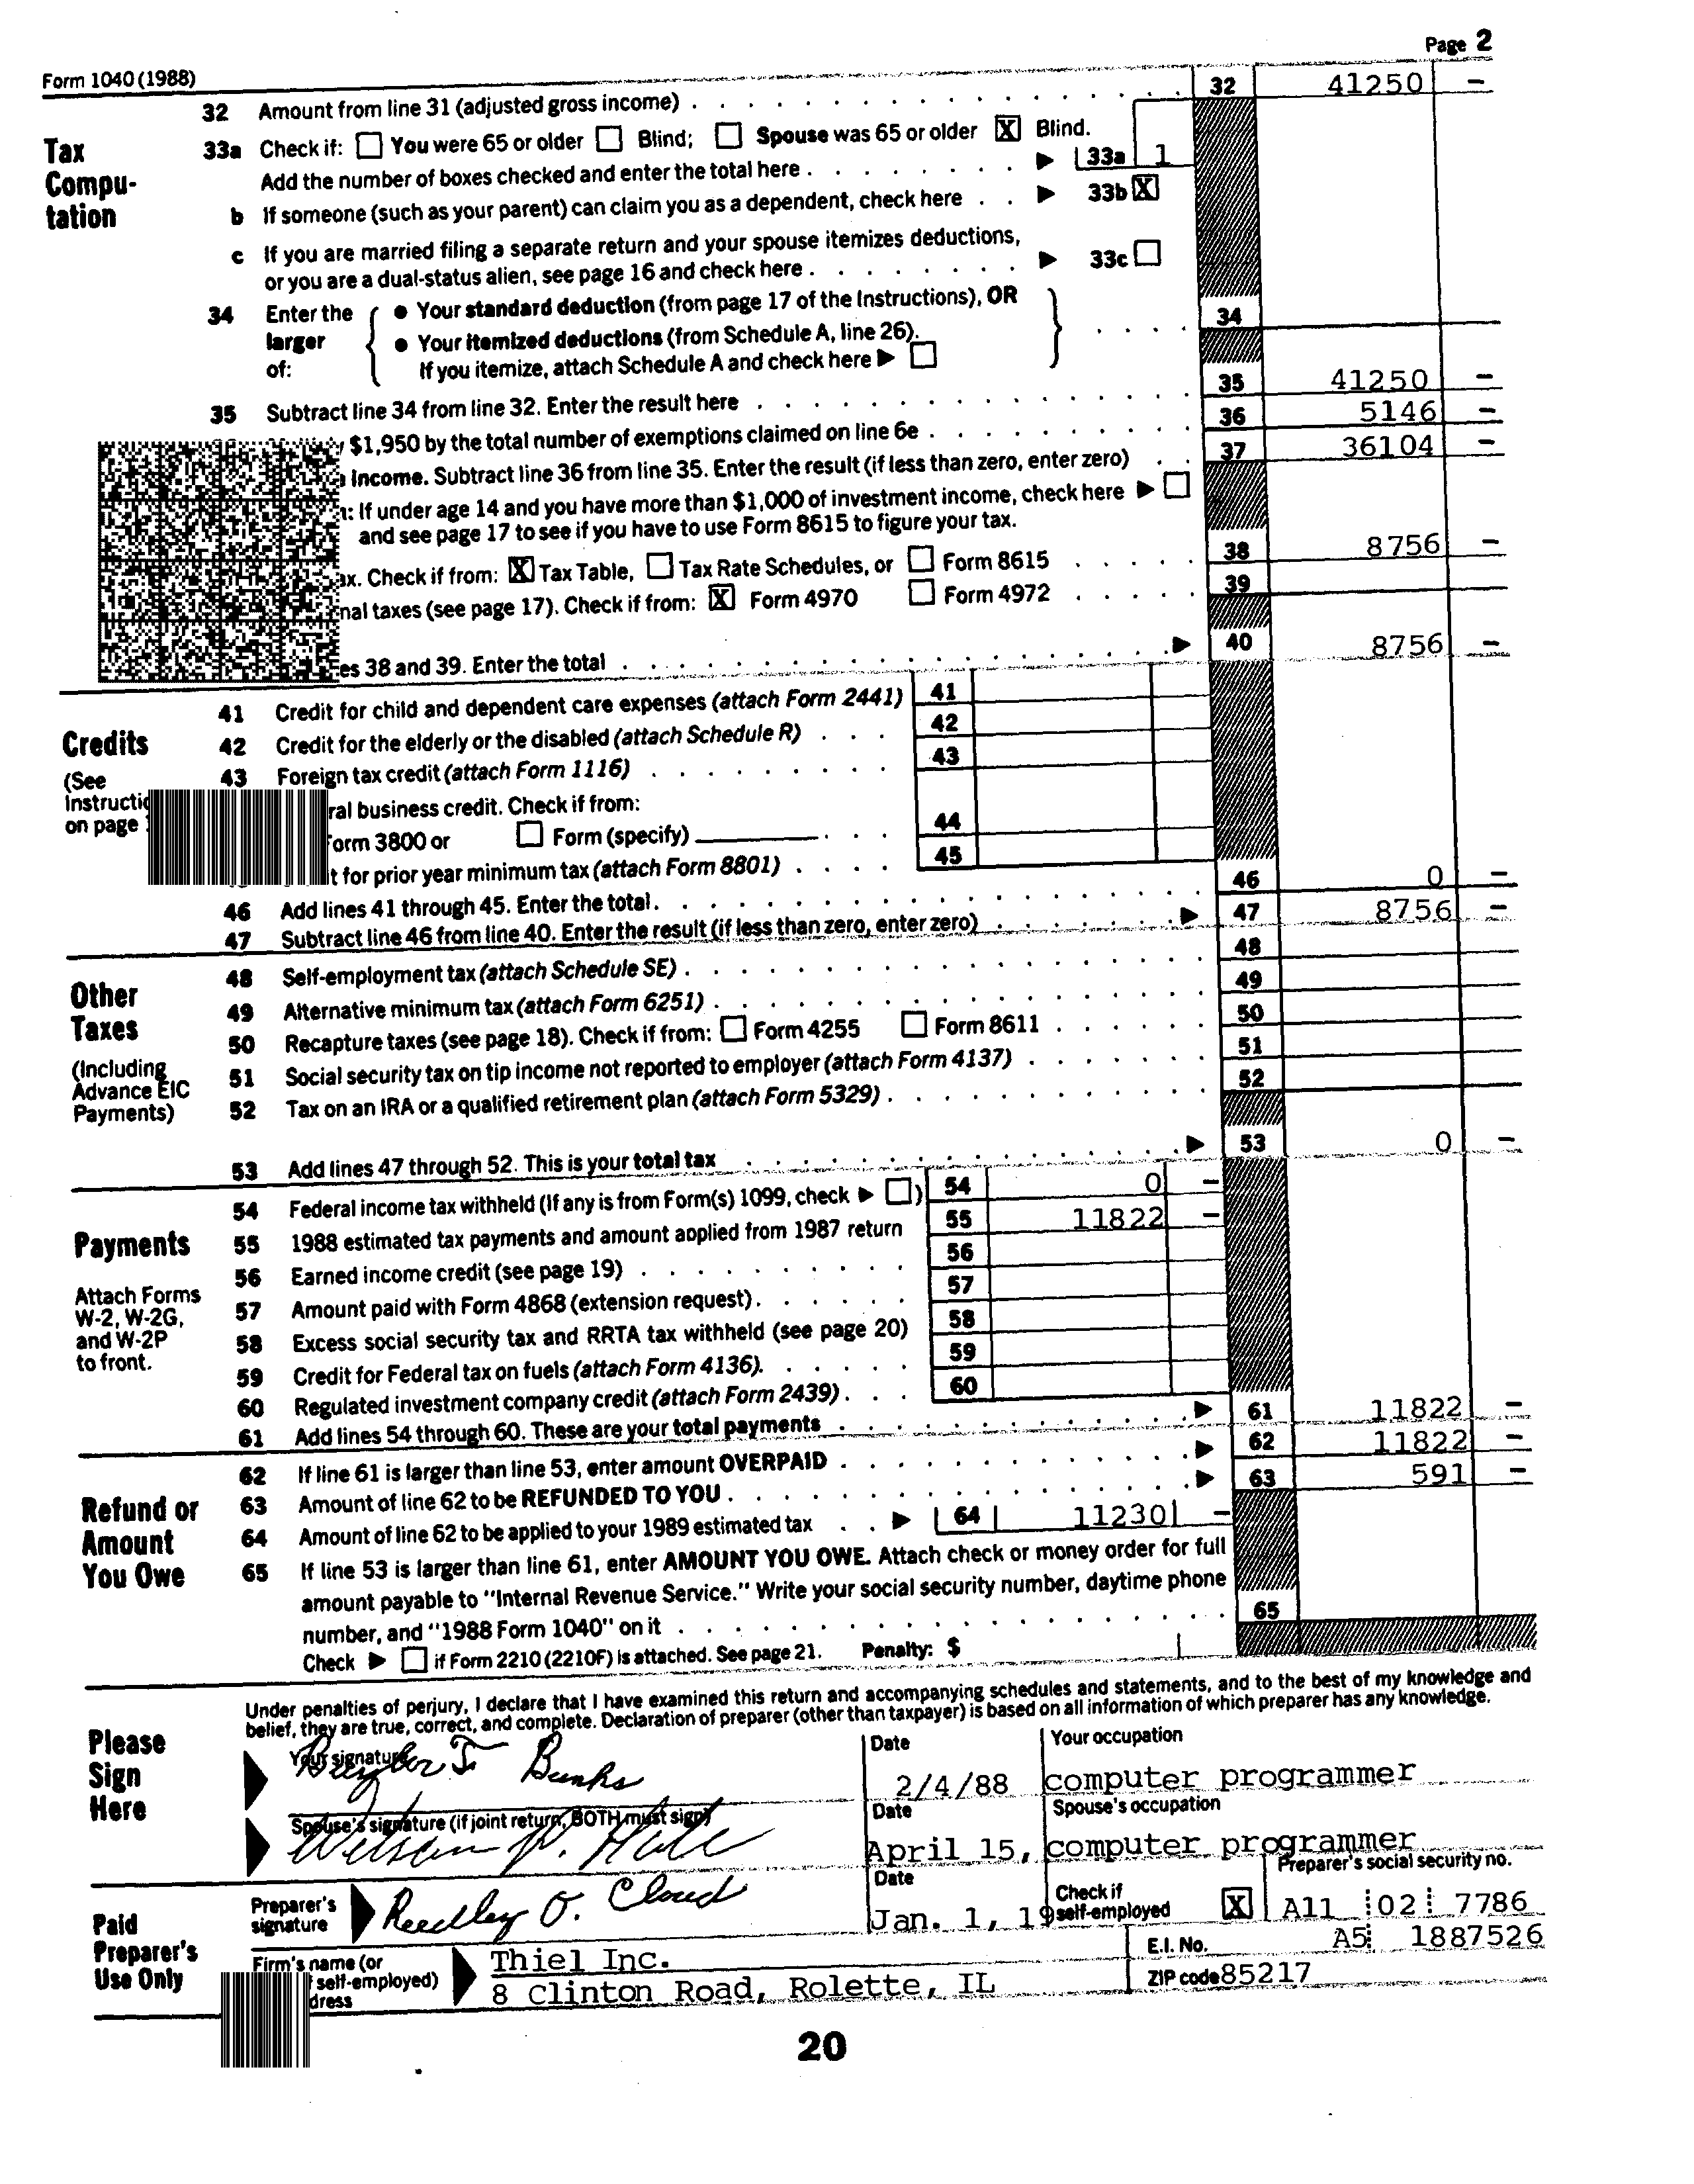 Form 1040 (1988)
Page 2
Tax Compu- tation
32 Amount from line 31 (adjusted gross income) 32 41250 –
33a Check if: You were 65 or older Blind; Spouse was 65 or older X Blind.
Add the number of boxes checked and enter the total here 33a 1
b If someone (such as your parent) can claim you as a dependent, check here 33b X
c If you are married filing a separate return and your spouse itemizes deductions,
or you are a dual-status alien, see page 16 and check here 33c
34 Enter the larger of: • Your standard deduction (from page 17 of the Instructions), OR 34
• Your itemized deductions (from Schedule A, line 26).
If you itemize, attach Schedule A and check here
35 Subtract line 34 from line 32. Enter the result here 35 41250 –
$1,950 by the total number of exemptions claimed on line 6e 36 5146 –
Income. Subtract line 36 from line 35. Enter the result (if less than zero, enter zero) 37 36104 –
: If under age 14 and you have more than $1,000 of investment income, check here
and see page 17 to see if you have to use Form 8615 to figure your tax.
ax. Check if from: X Tax Table, Tax Rate Schedules, or Form 8615 38 8756 –
nal taxes (see page 17). Check if from: X Form 4970 Form 4972 39
es 38 and 39. Enter the total 40 8756 –
Credits
(See
Instructi
on page
41 Credit for child and dependent care expenses (attach Form 2441) 41
42 Credit for the elderly or the disabled (attach Schedule R) 42
43 Foreign tax credit (attach Form 1116) 43
ral business credit. Check if from:
orm 3800 or Form (specify) 44
t for prior year minimum tax (attach Form 8801) 45
46 Add lines 41 through 45. Enter the total. 46 0 –
47 Subtract line 46 from line 40. Enter the result (if less than zero, enter zero) 47 8756 –
Other
Taxes
(Including
Advance EIC
Payments)
48 Self-employment tax (attach Schedule SE) 48
49 Alternative minimum tax (attach Form 6251) 49
50 Recapture taxes (see page 18). Check if from: Form 4255 Form 8611 50
51 Social security tax on tip income not reported to employer (attach Form 4137) 51
52 Tax on an IRA or a qualified retirement plan (attach Form 5329) 52
53 Add lines 47 through 52. This is your total tax 53 0 –
Payments
Attach Forms
W-2, W-2G,
and W-2P
to front.
54 Federal income tax withheld (If any is from Form(s) 1099, check ) 54 0 –
55 1988 estimated tax payments and amount applied from 1987 return 55 11822 –
56 Earned income credit (see page 19) 56
57 Amount paid with Form 4868 (extension request) 57
58 Excess social security tax and RRTA tax withheld (see page 20) 58
59 Credit for Federal tax on fuels (attach Form 4136). 59
60 Regulated investment company credit (attach Form 2439) 60
61 Add lines 54 through 60. These are your total payments 61 11822 –
Refund or
Amount
You Owe
62 If line 61 is larger than line 53, enter amount OVERPAID 62 11822 –
63 Amount of line 62 to be REFUNDED TO YOU 63 591 –
64 Amount of line 62 to be applied to your 1989 estimated tax 64 11230 –
65 If line 53 is larger than line 61, enter AMOUNT YOU OWE. Attach check or money order for full
amount payable to "Internal Revenue Service." Write your social security number, daytime phone
number, and "1988 Form 1040" on it 65
Check if Form 2210 (2210F) is attached. See page 21. Penalty: $
Please
Sign
Here
Under penalties of perjury, I declare that I have examined this return and accompanying schedules and statements, and to the best of my knowledge and
belief, they are true, correct, and complete. Declaration of preparer (other than taxpayer) is based on all information of which preparer has any knowledge.
Your signature Date Your occupation
Banks 2/4/88 computer programmer
Spouse's signature (if joint return, BOTH must sign) Date Spouse's occupation
April 15, computer programmer
Paid
Preparer's
Use Only
Preparer's signature Reedley O. Cloud
Date Jan. 1, 19
Check if self-employed X
Preparer's social security no. A11 02 7786
Firm's name (or
self-employed)
dress
Thiel Inc.
8 Clinton Road, Rolette, IL
E.I. No. A5 1887526
ZIP code 85217
20